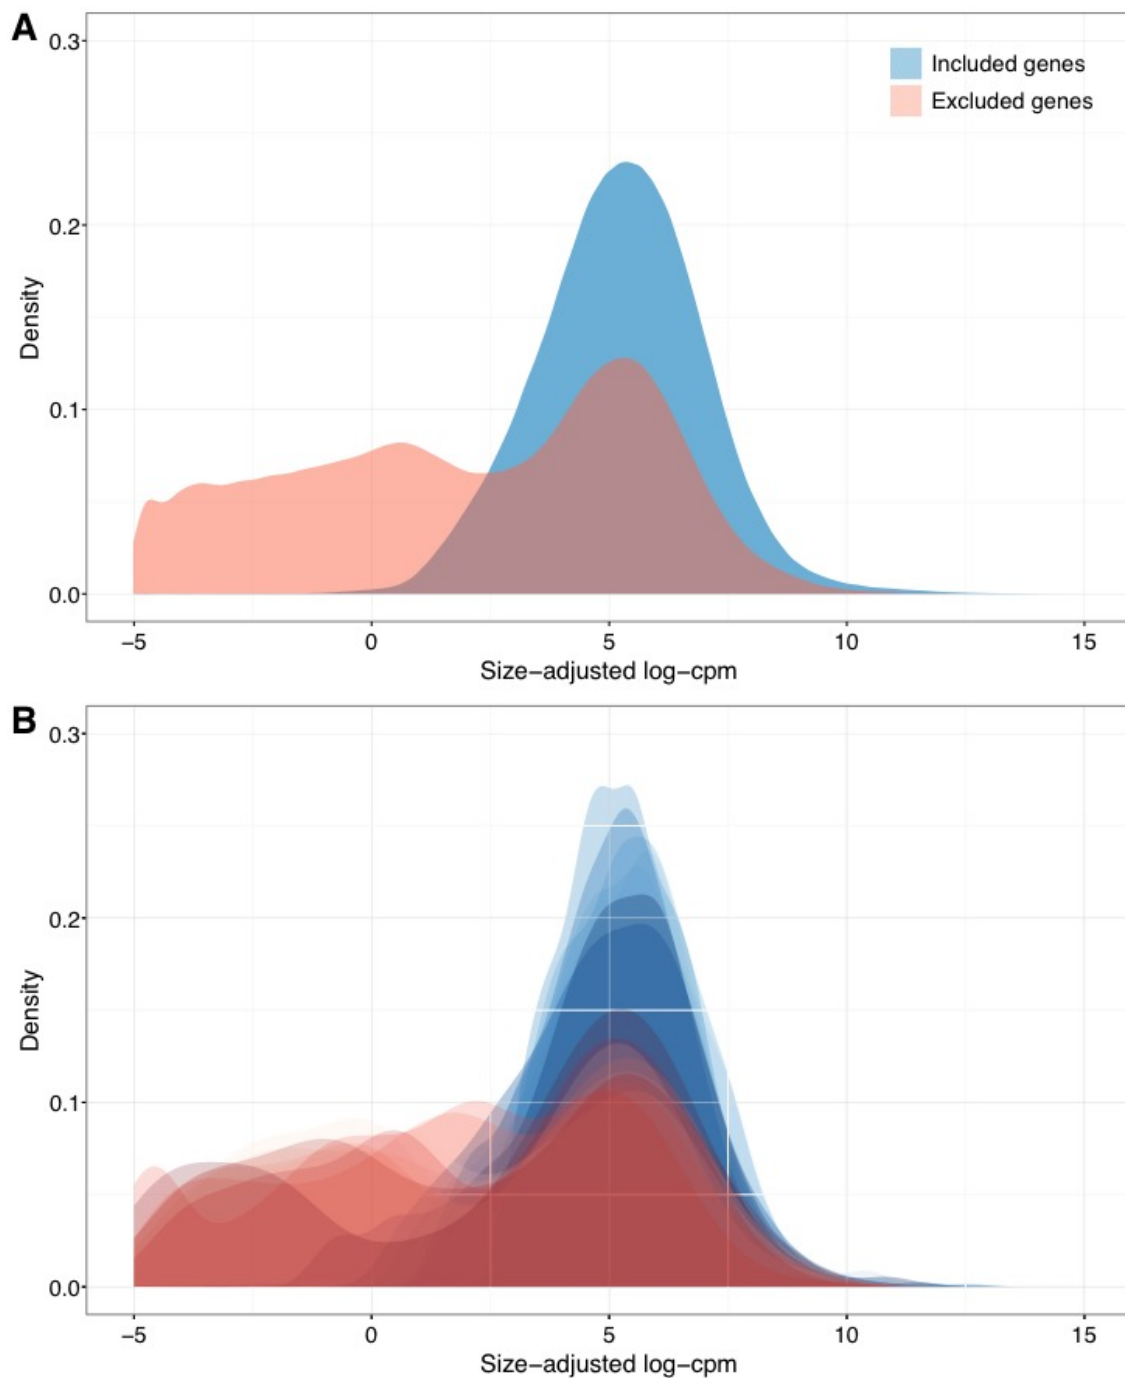 A
0.3
0.2
0.1
0.0
Density
Included genes
Excluded genes
−5 0 5 10 15
Size−adjusted log−cpm
B
0.3
0.2
0.1
0.0
Density
−5 0 5 10 15
Size−adjusted log−cpm